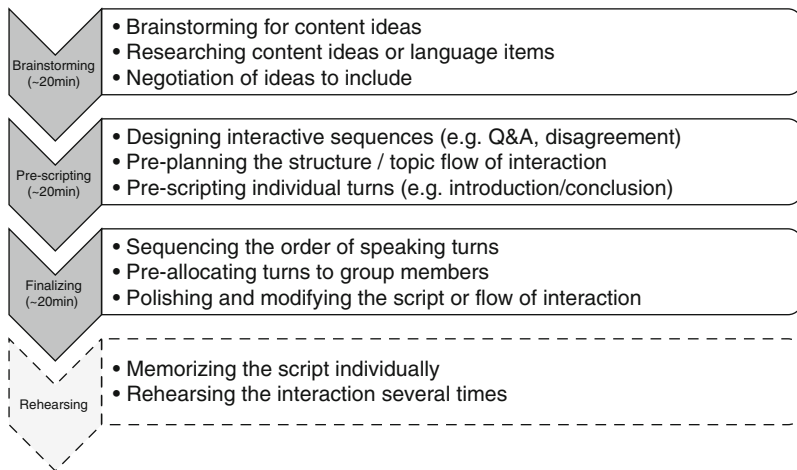 Brainstorming
(~20min)
• Brainstorming for content ideas
• Researching content ideas or language items
• Negotiation of ideas to include
Pre-scripting
(~20min)
• Designing interactive sequences (e.g. Q&A, disagreement)
• Pre-planning the structure / topic flow of interaction
• Pre-scripting individual turns (e.g. introduction/conclusion)
Finalizing
(~20min)
• Sequencing the order of speaking turns
• Pre-allocating turns to group members
• Polishing and modifying the script or flow of interaction
Rehearsing
• Memorizing the script individually
• Rehearsing the interaction several times